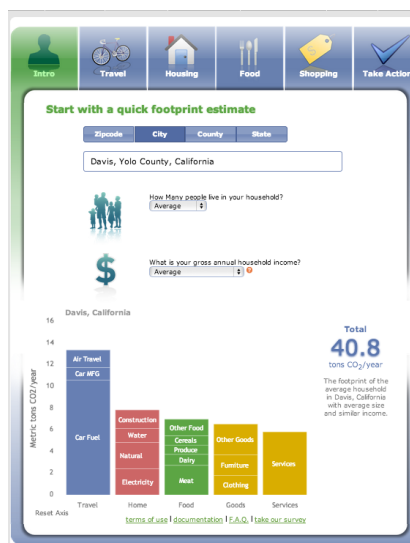 Intro Travel Housing Food Shopping Take Action
Start with a quick footprint estimate
Zipcode City County State
Davis, Yolo County, California
How Many people live in your household?
Average
$
What is your gross annual household income?
Average ?
Davis, California
16
14
12
10
8
6
4
2
0
Metric tons CO2/year
Air Travel
Car MFG
Car Fuel
Construction
Water
Natural
Electricity
Other Food
Cereals
Produce
Dairy
Meat
Other Goods
Furniture
Clothing
Services
Travel Home Food Goods Services
Reset Axis
Total
40.8
tons CO2/year
The footprint of the
average household
in Davis, California
with average size
and similar income.
terms of use | documentation | F.A.Q. | take our survey